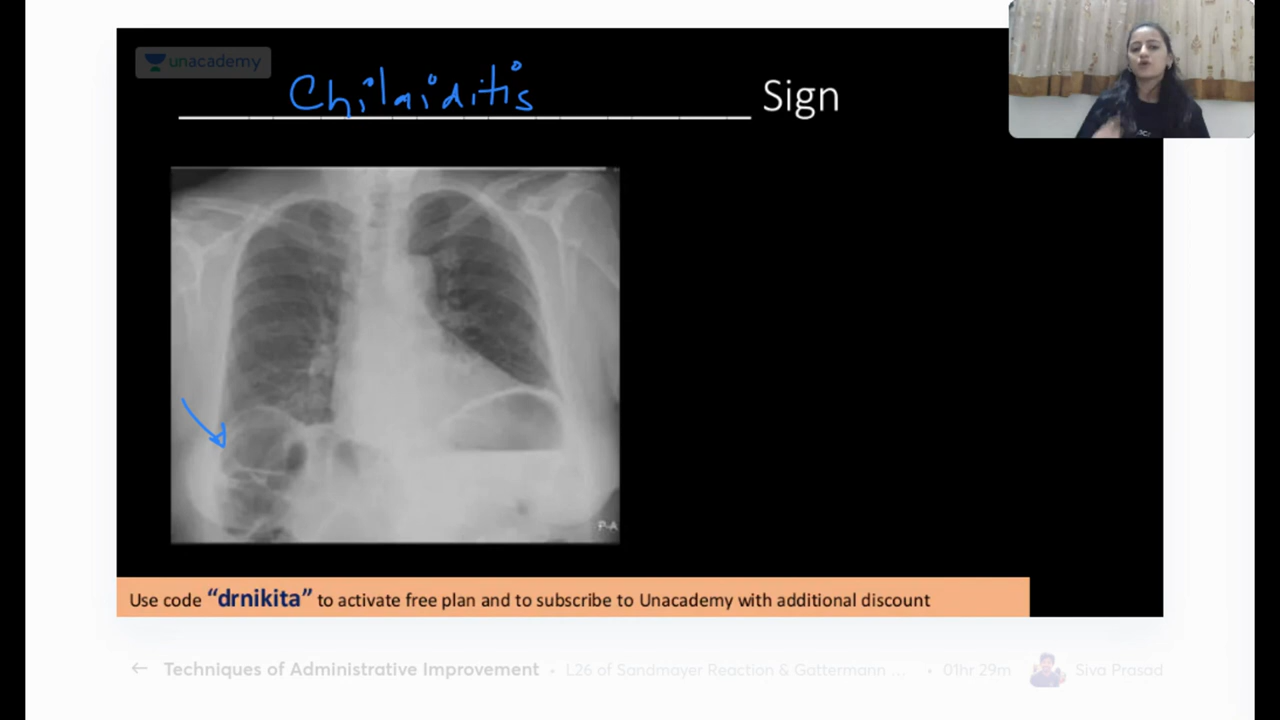 unacademy
Chilaiditis Sign
P-A
Use code “drnikita” to activate free plan and to subscribe to Unacademy with additional discount
← Techniques of Administrative Improvement • L26 of Sandmayer Reaction & Gattermann ... • 01hr 29m Siva Prasad